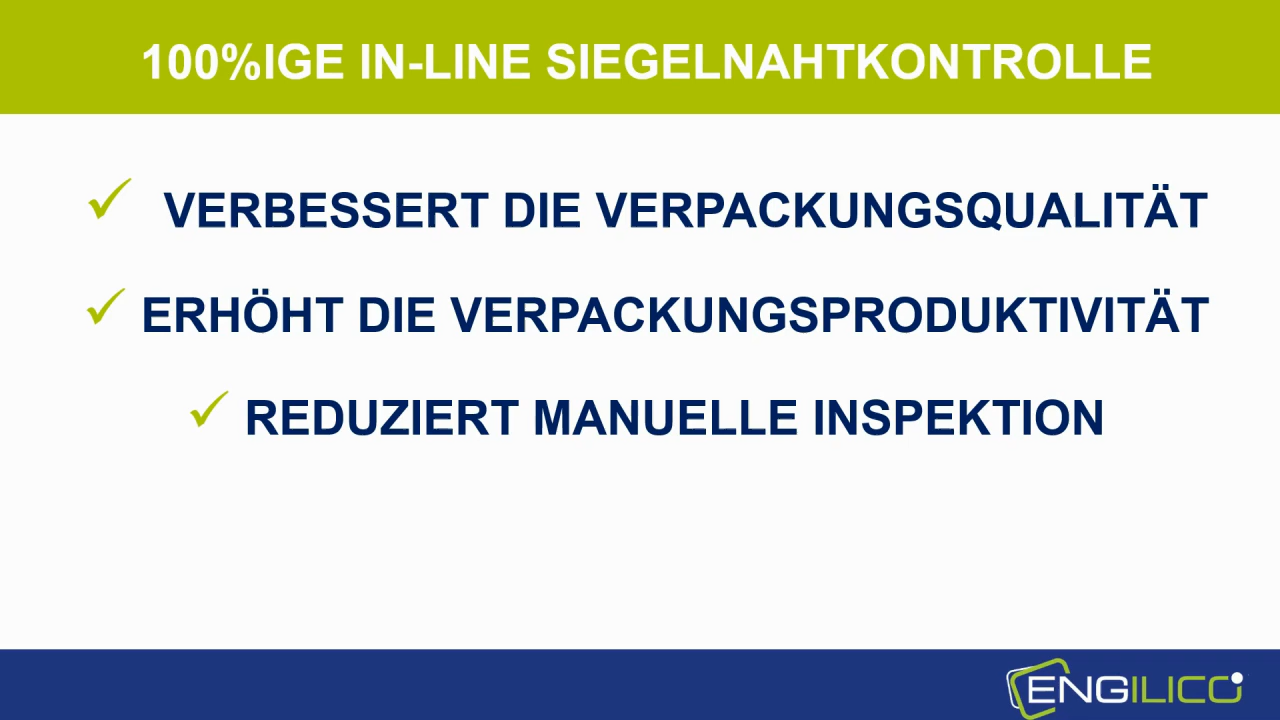 100%IGE IN-LINE SIEGELNAHTKONTROLLE
✓ VERBESSERT DIE VERPACKUNGSQUALITÄT
✓ ERHÖHT DIE VERPACKUNGSPRODUKTIVITÄT
✓ REDUZIERT MANUELLE INSPEKTION
ENGILICO